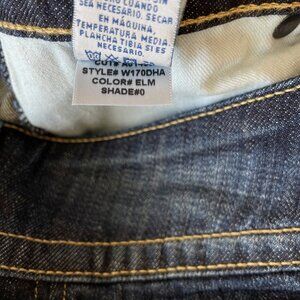 SEA NECESARIO. SECAR
EN MÁQUINA,
TEMPERATURA MEDIA.
PLANCHA TIBIA SI ES
NECESARIO.
STYLE# W170DHA
COLOR# ELM
SHADE#0